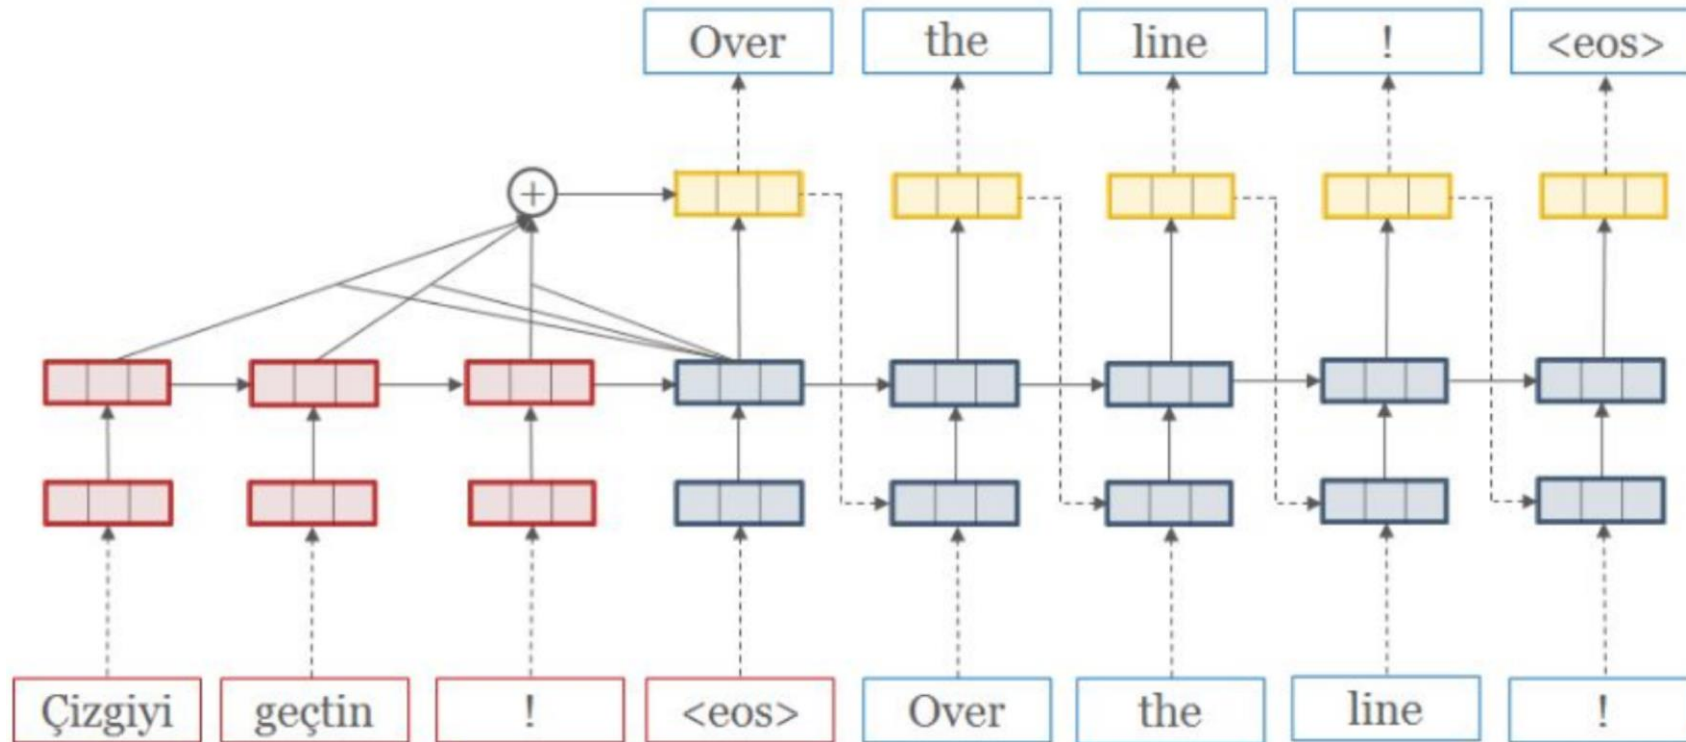 Over the line ! <eos>
+
Çizgiyi geçtin ! <eos> Over the line !